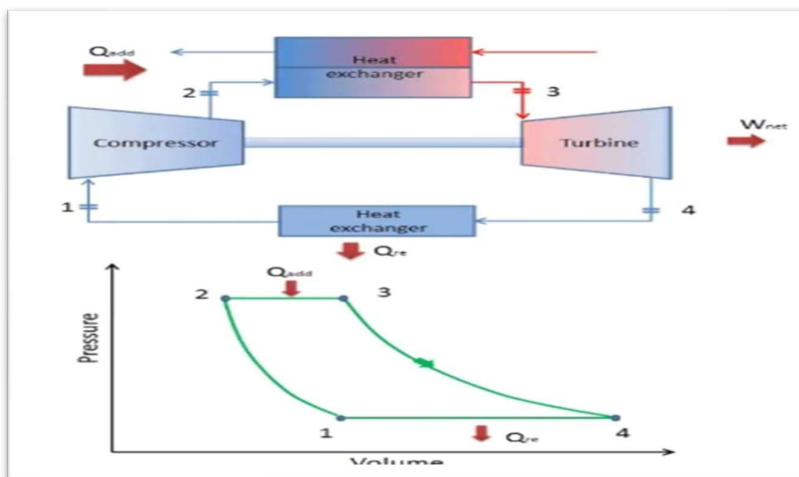 Qadd
Heat
exchanger
2
3
Wnet
Compressor
Turbine
1
Heat
exchanger
4
Qre
Qadd
2
3
Pressure
1
Qre
4
Volume